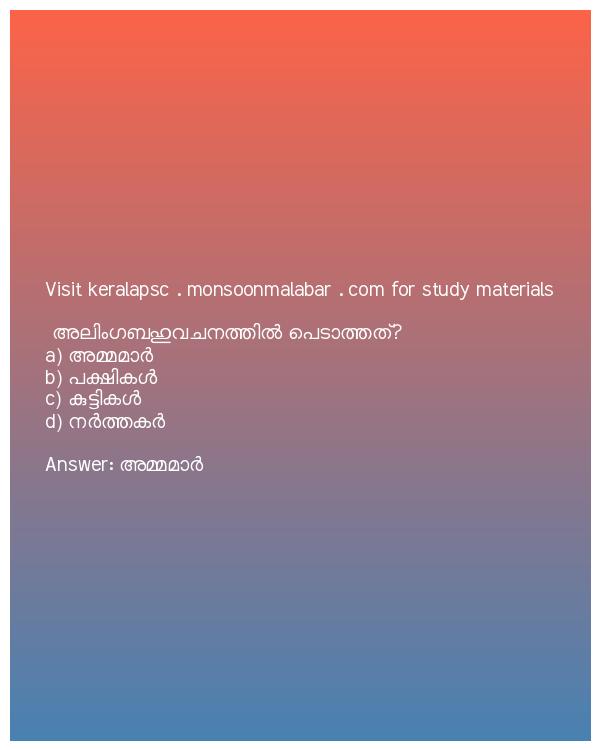 Visit keralapsc . monsoonmalabar . com for study materials
അലിംഗബഹുവചനത്തിൽ പെടാത്തത്?
a) അമ്മമാർ
b) പക്ഷികൾ
c) കുട്ടികൾ
d) നർത്തകർ
Answer: അമ്മമാർ